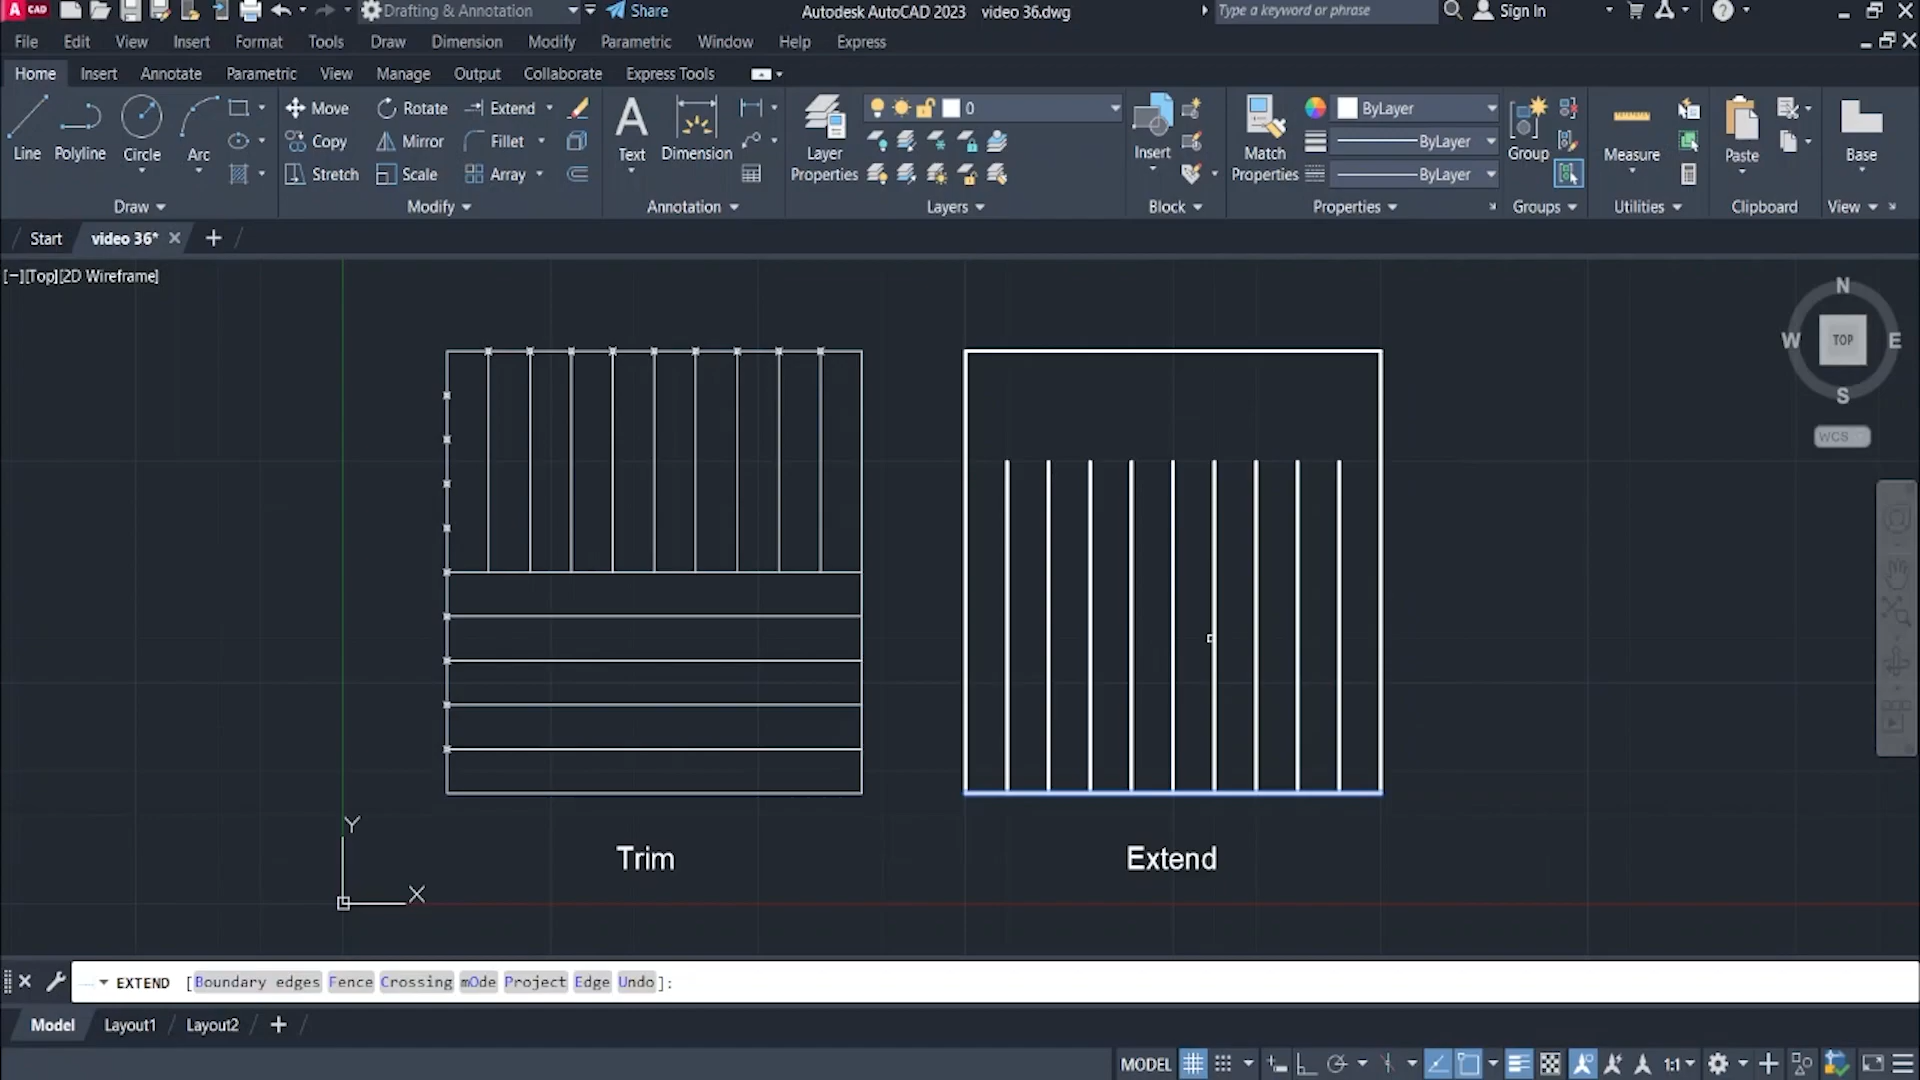 A CAD Drafting & Annotation Share Autodesk AutoCAD 2023 video 36.dwg Type a keyword or phrase Sign In
File Edit View Insert Format Tools Draw Dimension Modify Parametric Window Help Express
Home Insert Annotate Parametric View Manage Output Collaborate Express Tools
Line Polyline Circle Arc
Move Rotate Extend
Copy Mirror Fillet
Stretch Scale Array
Text Dimension
Layer Properties
0
Insert
Match Properties
ByLayer
ByLayer
ByLayer
Group
Measure
Paste
Base
Draw Modify Annotation Layers Block Properties Groups Utilities Clipboard View
Start video 36* +
[−][Top][2D Wireframe]
N
W TOP E
S
WCS
Y
X
Trim
Extend
EXTEND [Boundary edges Fence Crossing mOde Project Edge Undo]:
Model Layout1 Layout2 +
MODEL 1:1